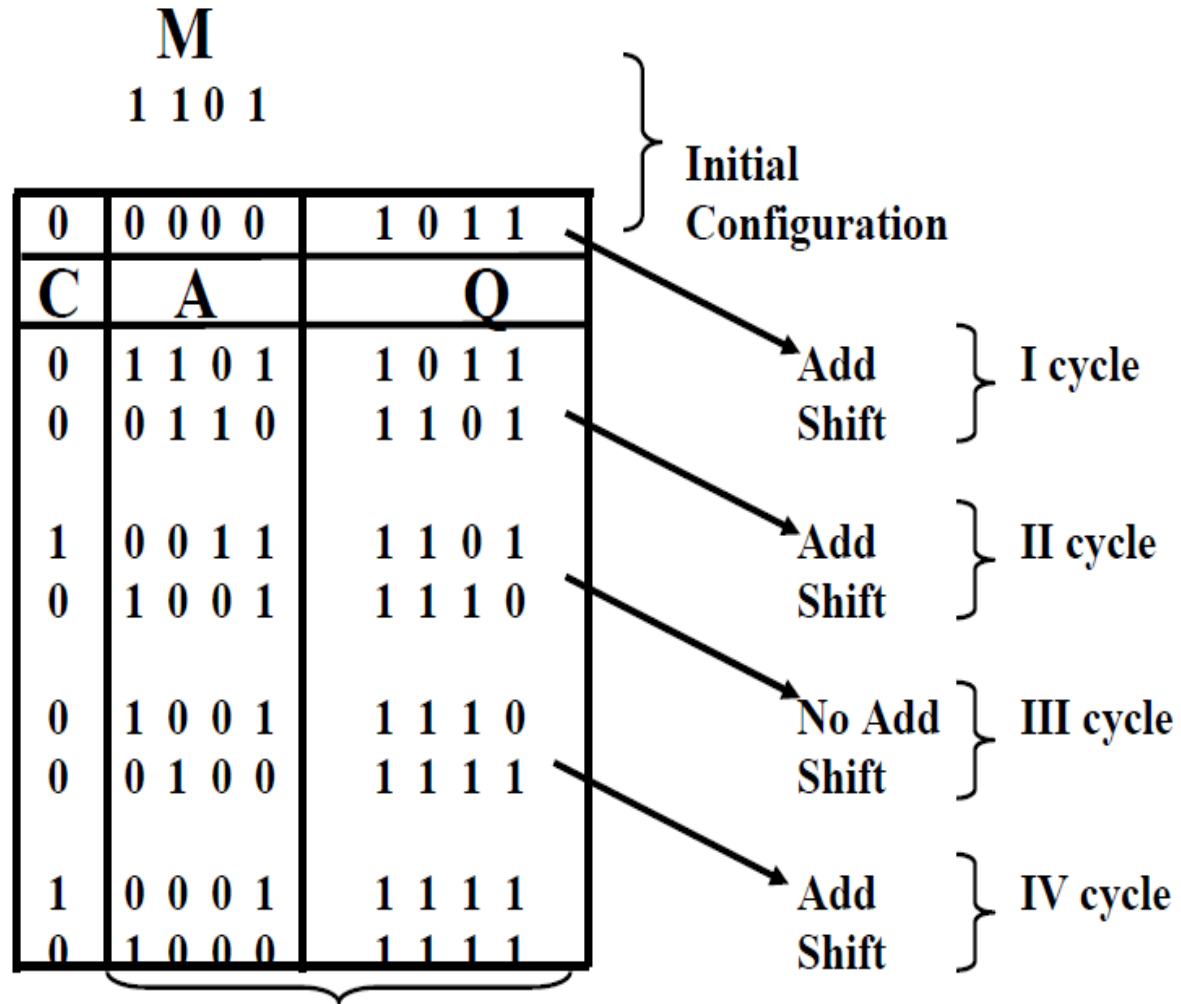 M
1 1 0 1
Initial
Configuration
0 0 0 0 0 1 0 1 1
C A Q
0 1 1 0 1 1 0 1 1 Add I cycle
0 0 1 1 0 1 1 0 1 Shift
1 0 0 1 1 1 1 0 1 Add II cycle
0 1 0 0 1 1 1 1 0 Shift
0 1 0 0 1 1 1 1 0 No Add III cycle
0 0 1 0 0 1 1 1 1 Shift
1 0 0 0 1 1 1 1 1 Add IV cycle
0 1 0 0 0 1 1 1 1 Shift